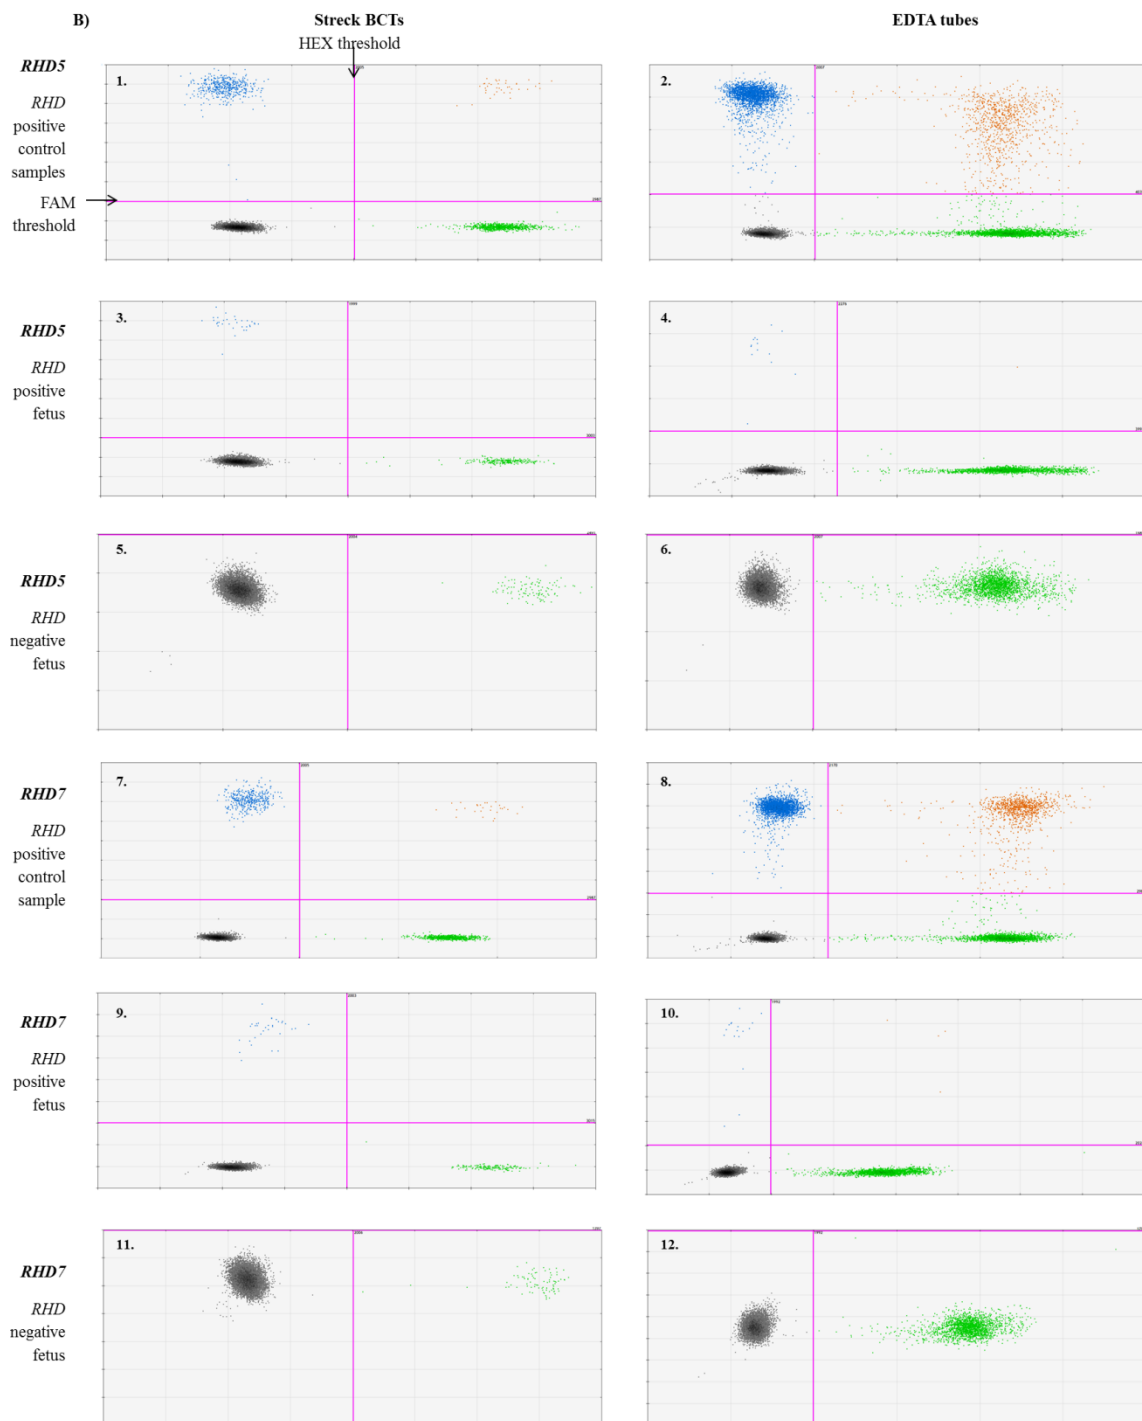 B)
Streck BCTs
EDTA tubes
HEX threshold
RHD5
RHD
positive
control
samples
FAM
threshold
1.
2.
RHD5
RHD
positive
fetus
3.
4.
RHD5
RHD
negative
fetus
5.
6.
RHD7
RHD
positive
control
sample
7.
8.
RHD7
RHD
positive
fetus
9.
10.
RHD7
RHD
negative
fetus
11.
12.